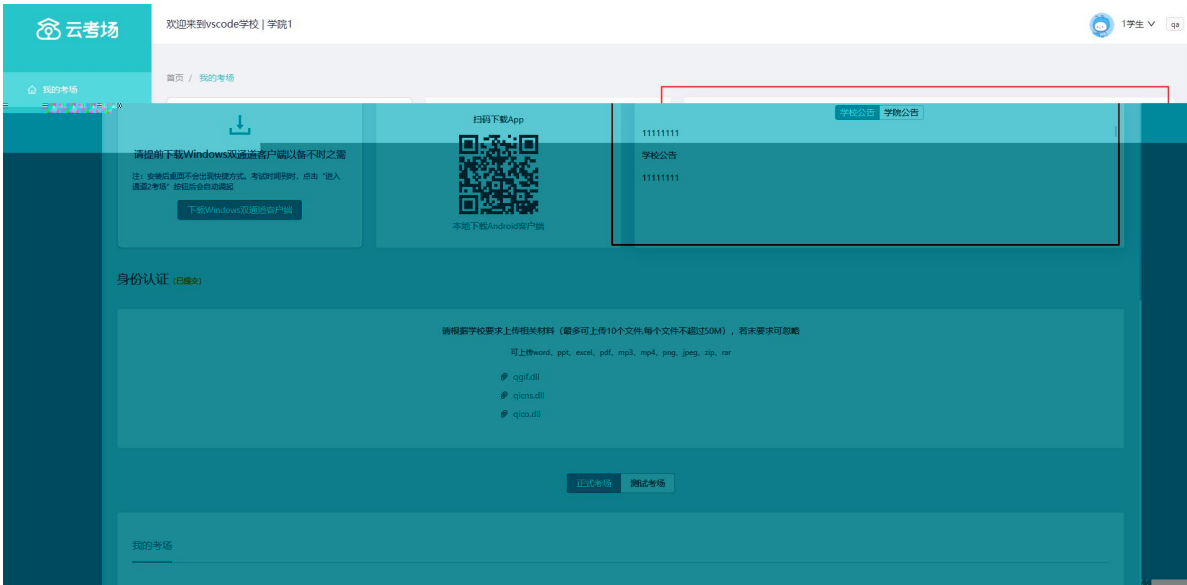 云考场
欢迎来到vscode学校 | 学院1
1学生
qa
首页 / 我的考场
我的考场
学校公告 学院公告
扫码下载App
11111111
请提前下载Windows双通道客户端以备不时之需
学校公告
注：安装后桌面不会出现快捷方式。考试时间到时，点击“进入
通道2考场”按钮后会自动调起
11111111
下载Windows双通道客户端
本地下载Android客户端
身份认证 (已提交)
请根据学校要求上传相关材料（最多可上传10个文件,每个文件不超过50M），若未要求可忽略
可上传word、ppt、excel、pdf、mp3、mp4、png、jpeg、zip、rar
qgif.dll
qicns.dll
qico.dll
正式考场 测试考场
我的考场